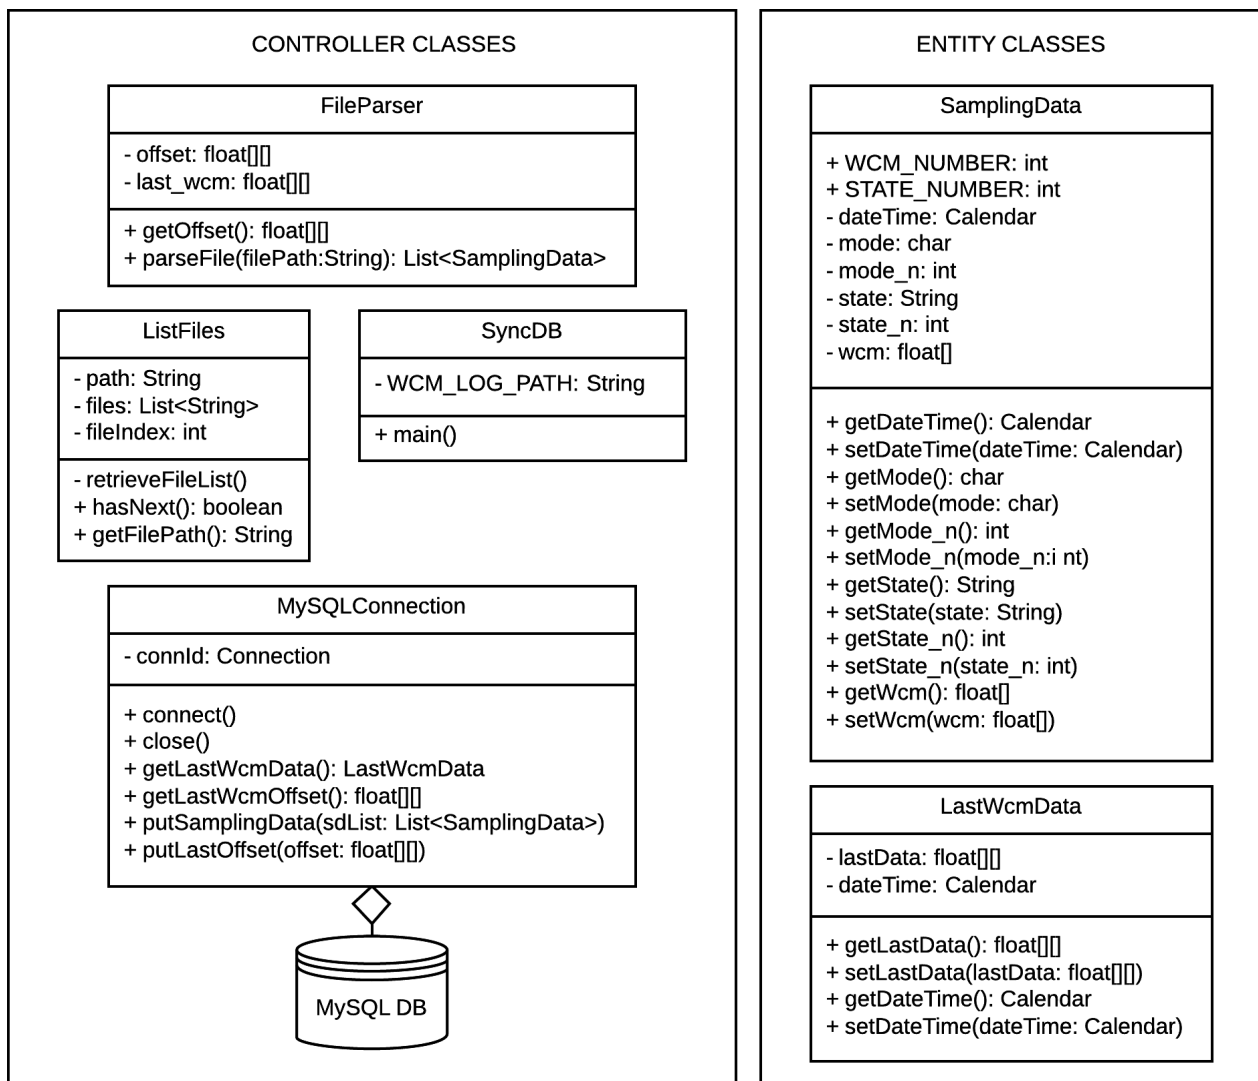 CONTROLLER CLASSES
FileParser
- offset: float[][]
- last_wcm: float[][]
+ getOffset(): float[][]
+ parseFile(filePath:String): List<SamplingData>
ListFiles
- path: String
- files: List<String>
- fileIndex: int
- retrieveFileList()
+ hasNext(): boolean
+ getFilePath(): String
SyncDB
- WCM_LOG_PATH: String
+ main()
MySQLConnection
- connId: Connection
+ connect()
+ close()
+ getLastWcmData(): LastWcmData
+ getLastWcmOffset(): float[][]
+ putSamplingData(sdList: List<SamplingData>)
+ putLastOffset(offset: float[][])
MySQL DB
ENTITY CLASSES
SamplingData
+ WCM_NUMBER: int
+ STATE_NUMBER: int
- dateTime: Calendar
- mode: char
- mode_n: int
- state: String
- state_n: int
- wcm: float[]
+ getDateTime(): Calendar
+ setDateTime(dateTime: Calendar)
+ getMode(): char
+ setMode(mode: char)
+ getMode_n(): int
+ setMode_n(mode_n:i nt)
+ getState(): String
+ setState(state: String)
+ getState_n(): int
+ setState_n(state_n: int)
+ getWcm(): float[]
+ setWcm(wcm: float[])
LastWcmData
- lastData: float[][]
- dateTime: Calendar
+ getLastData(): float[][]
+ setLastData(lastData: float[][])
+ getDateTime(): Calendar
+ setDateTime(dateTime: Calendar)